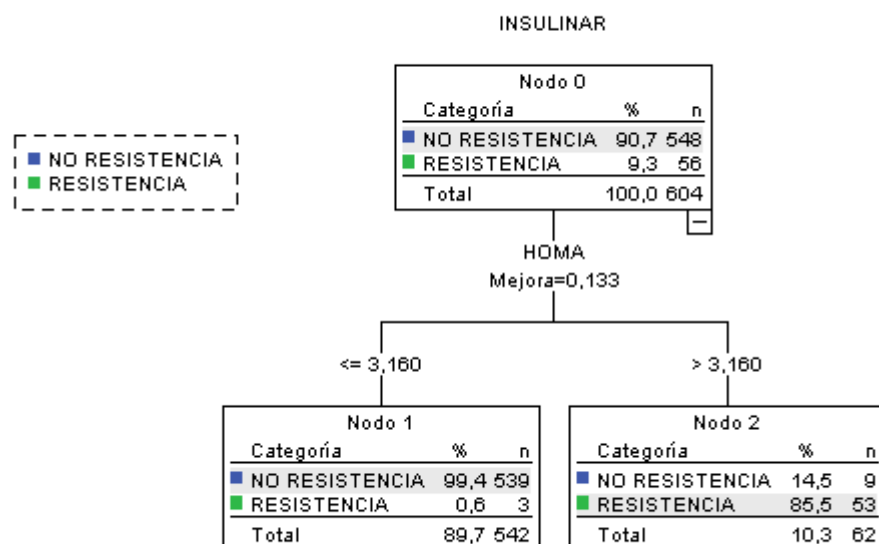 INSULINAR
NO RESISTENCIA
RESISTENCIA
Nodo 0
Categoría % n
NO RESISTENCIA 90,7 548
RESISTENCIA 9,3 56
Total 100,0 604
HOMA
Mejora=0,133
<= 3,160
> 3,160
Nodo 1
Categoría % n
NO RESISTENCIA 99,4 539
RESISTENCIA 0,6 3
Total 89,7 542
Nodo 2
Categoría % n
NO RESISTENCIA 14,5 9
RESISTENCIA 85,5 53
Total 10,3 62